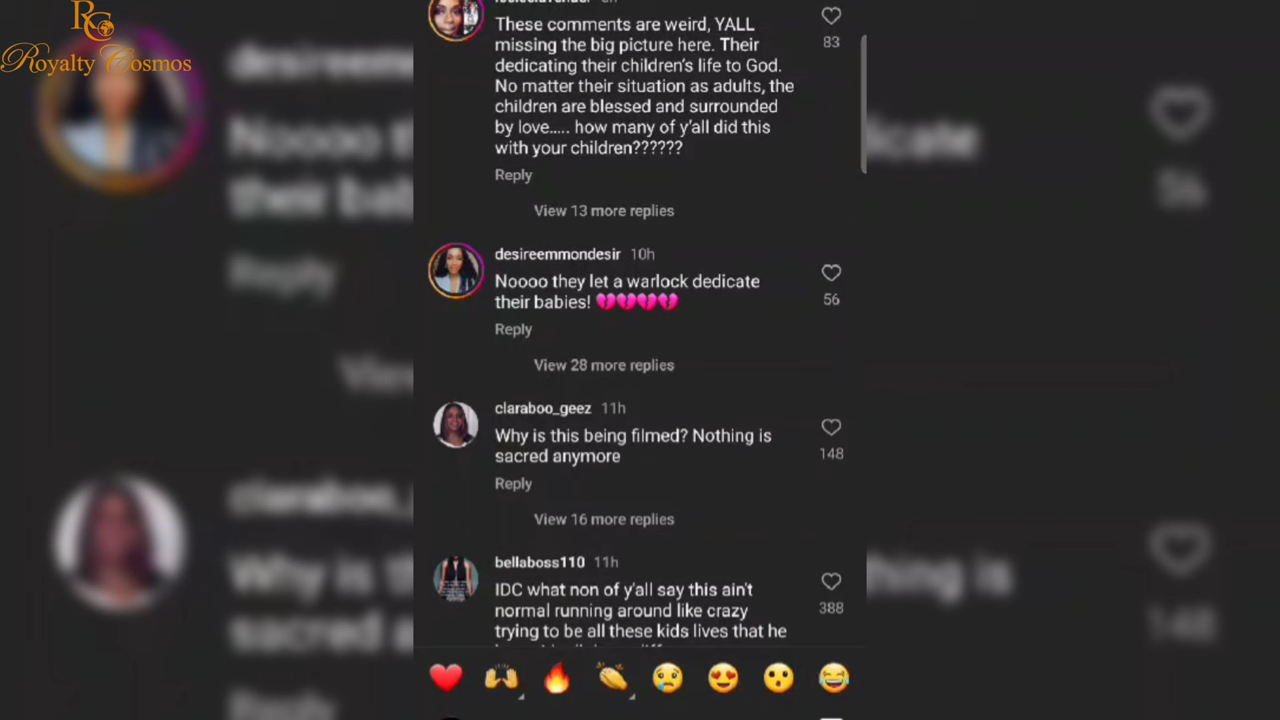 RC
Royalty Cosmos
These comments are weird, YALL
missing the big picture here. Their
dedicating their children's life to God.
No matter their situation as adults, the
children are blessed and surrounded
by love..... how many of y'all did this
with your children??????
83
Reply
View 13 more replies
desireemmondesir 10h
Noooo they let a warlock dedicate
their babies! 💔💔💔💔
56
Reply
View 28 more replies
claraboo_geez 11h
Why is this being filmed? Nothing is
sacred anymore
148
Reply
View 16 more replies
bellaboss110 11h
IDC what non of y'all say this ain't
normal running around like crazy
trying to be all these kids lives that he
388